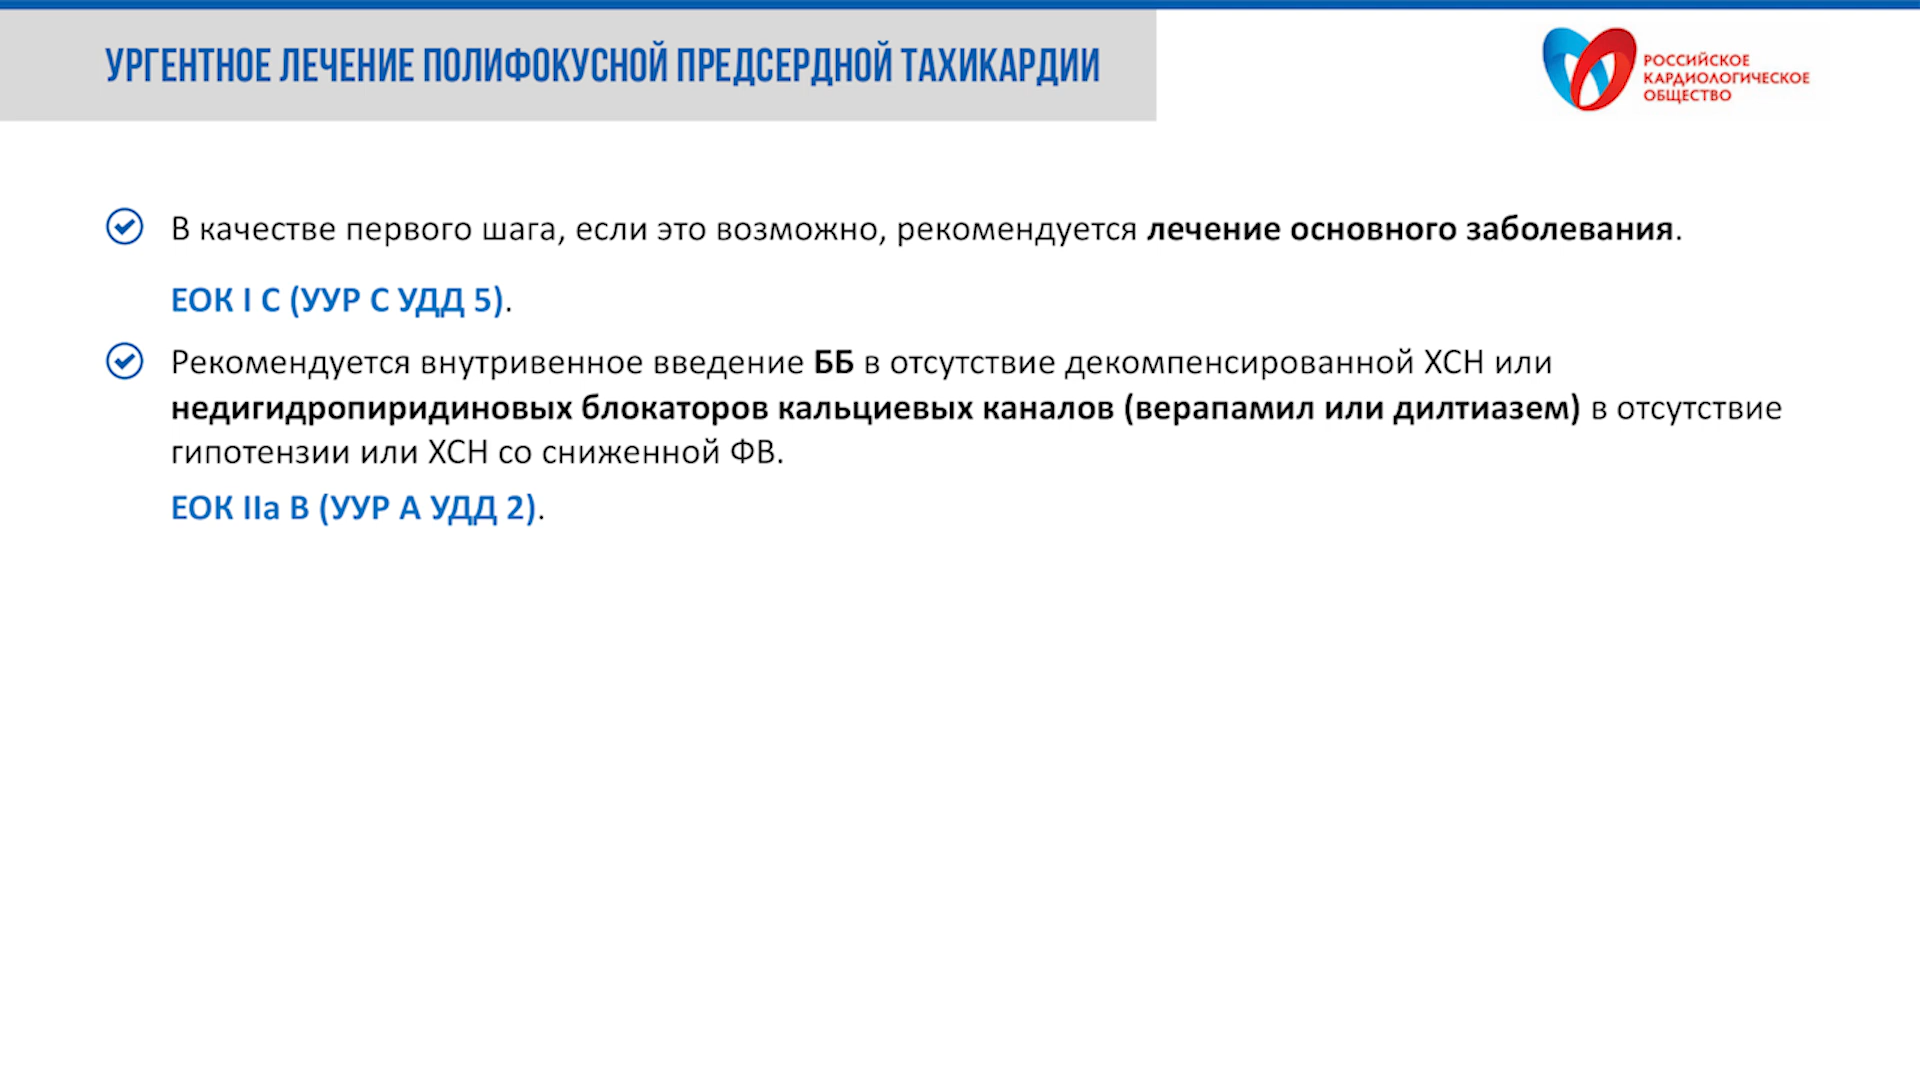 УРГЕНТНОЕ ЛЕЧЕНИЕ ПОЛИФОКУСНОЙ ПРЕДСЕРДНОЙ ТАХИКАРДИИ
РОССИЙСКОЕ
КАРДИОЛОГИЧЕСКОЕ
ОБЩЕСТВО
В качестве первого шага, если это возможно, рекомендуется лечение основного заболевания.
ЕОК I C (УУР C УДД 5).
Рекомендуется внутривенное введение ББ в отсутствие декомпенсированной ХСН или
недигидропиридиновых блокаторов кальциевых каналов (верапамил или дилтиазем) в отсутствие
гипотензии или ХСН со сниженной ФВ.
ЕОК IIa B (УУР А УДД 2).